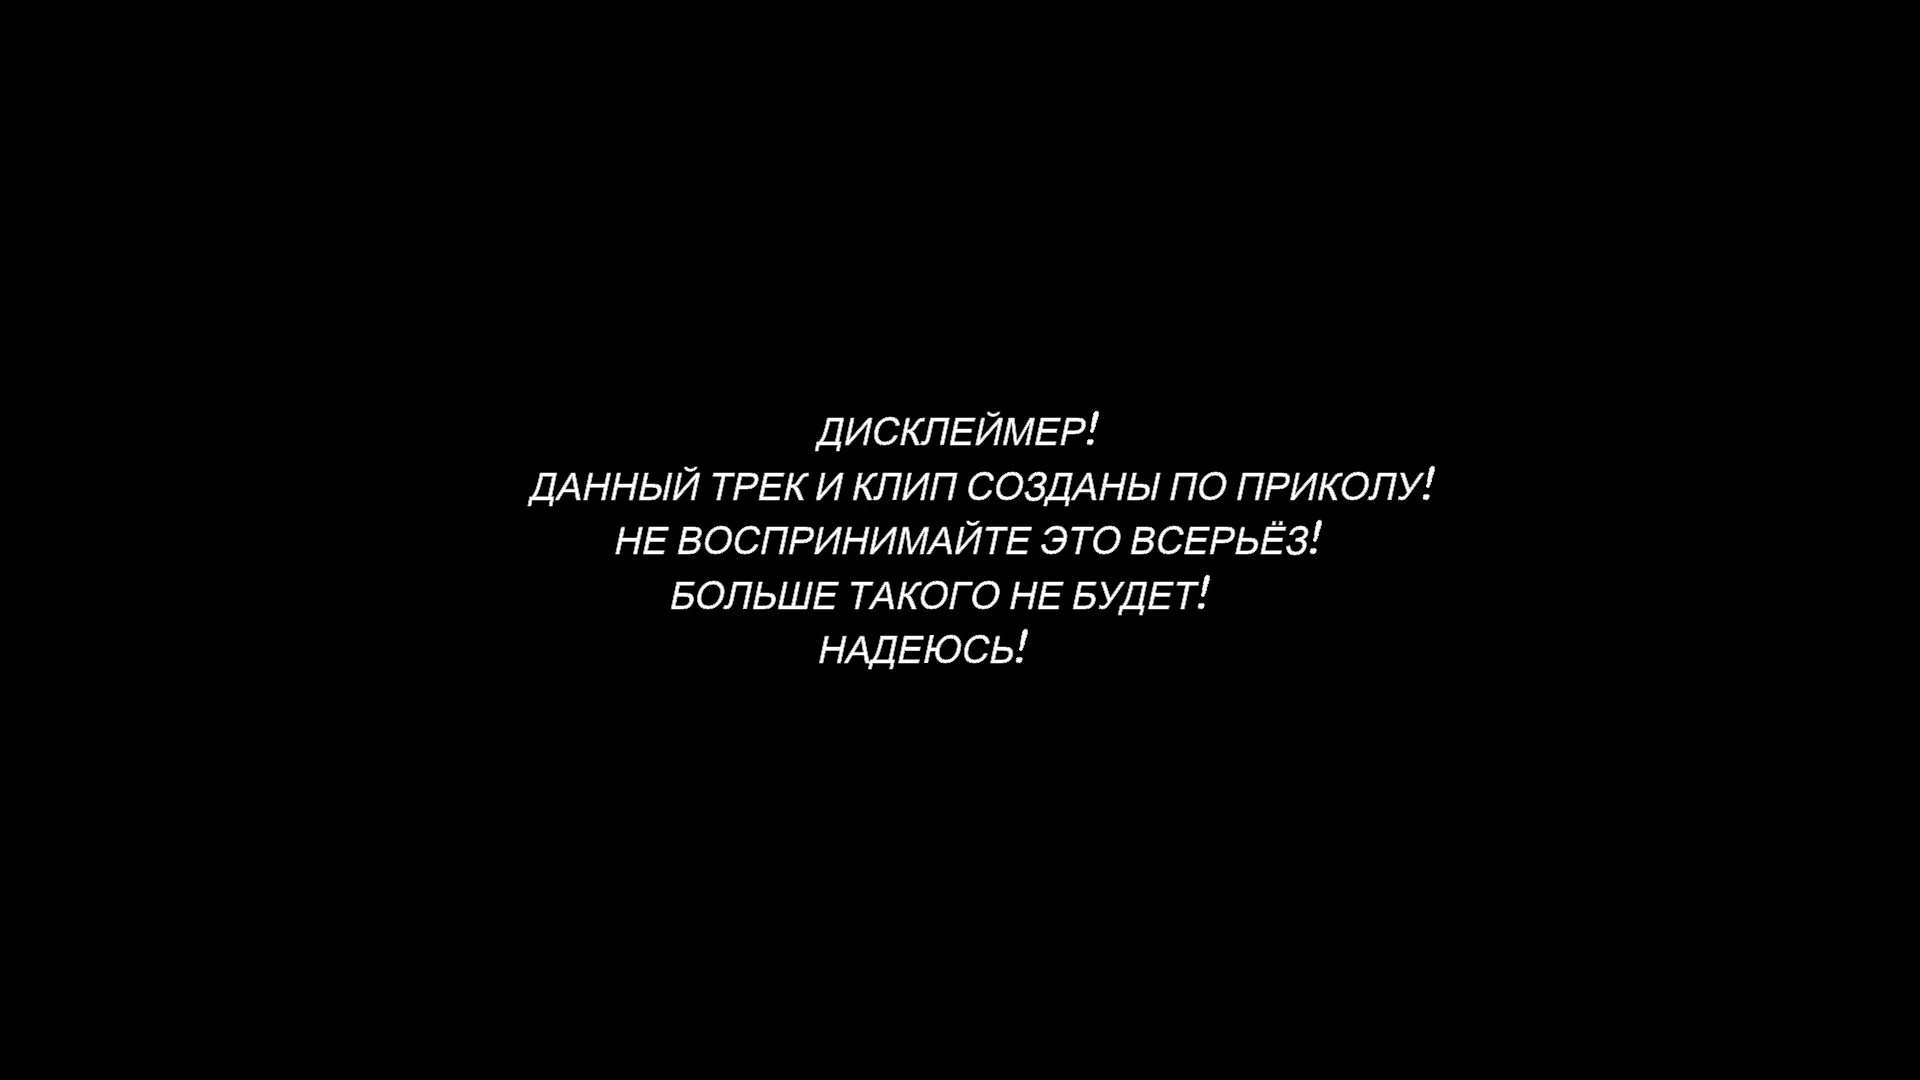 ДИСКЛЕЙМЕР!
ДАННЫЙ ТРЕК И КЛИП СОЗДАНЫ ПО ПРИКОЛУ!
НЕ ВОСПРИНИМАЙТЕ ЭТО ВСЕРЬЁЗ!
БОЛЬШЕ ТАКОГО НЕ БУДЕТ!
НАДЕЮСЬ!